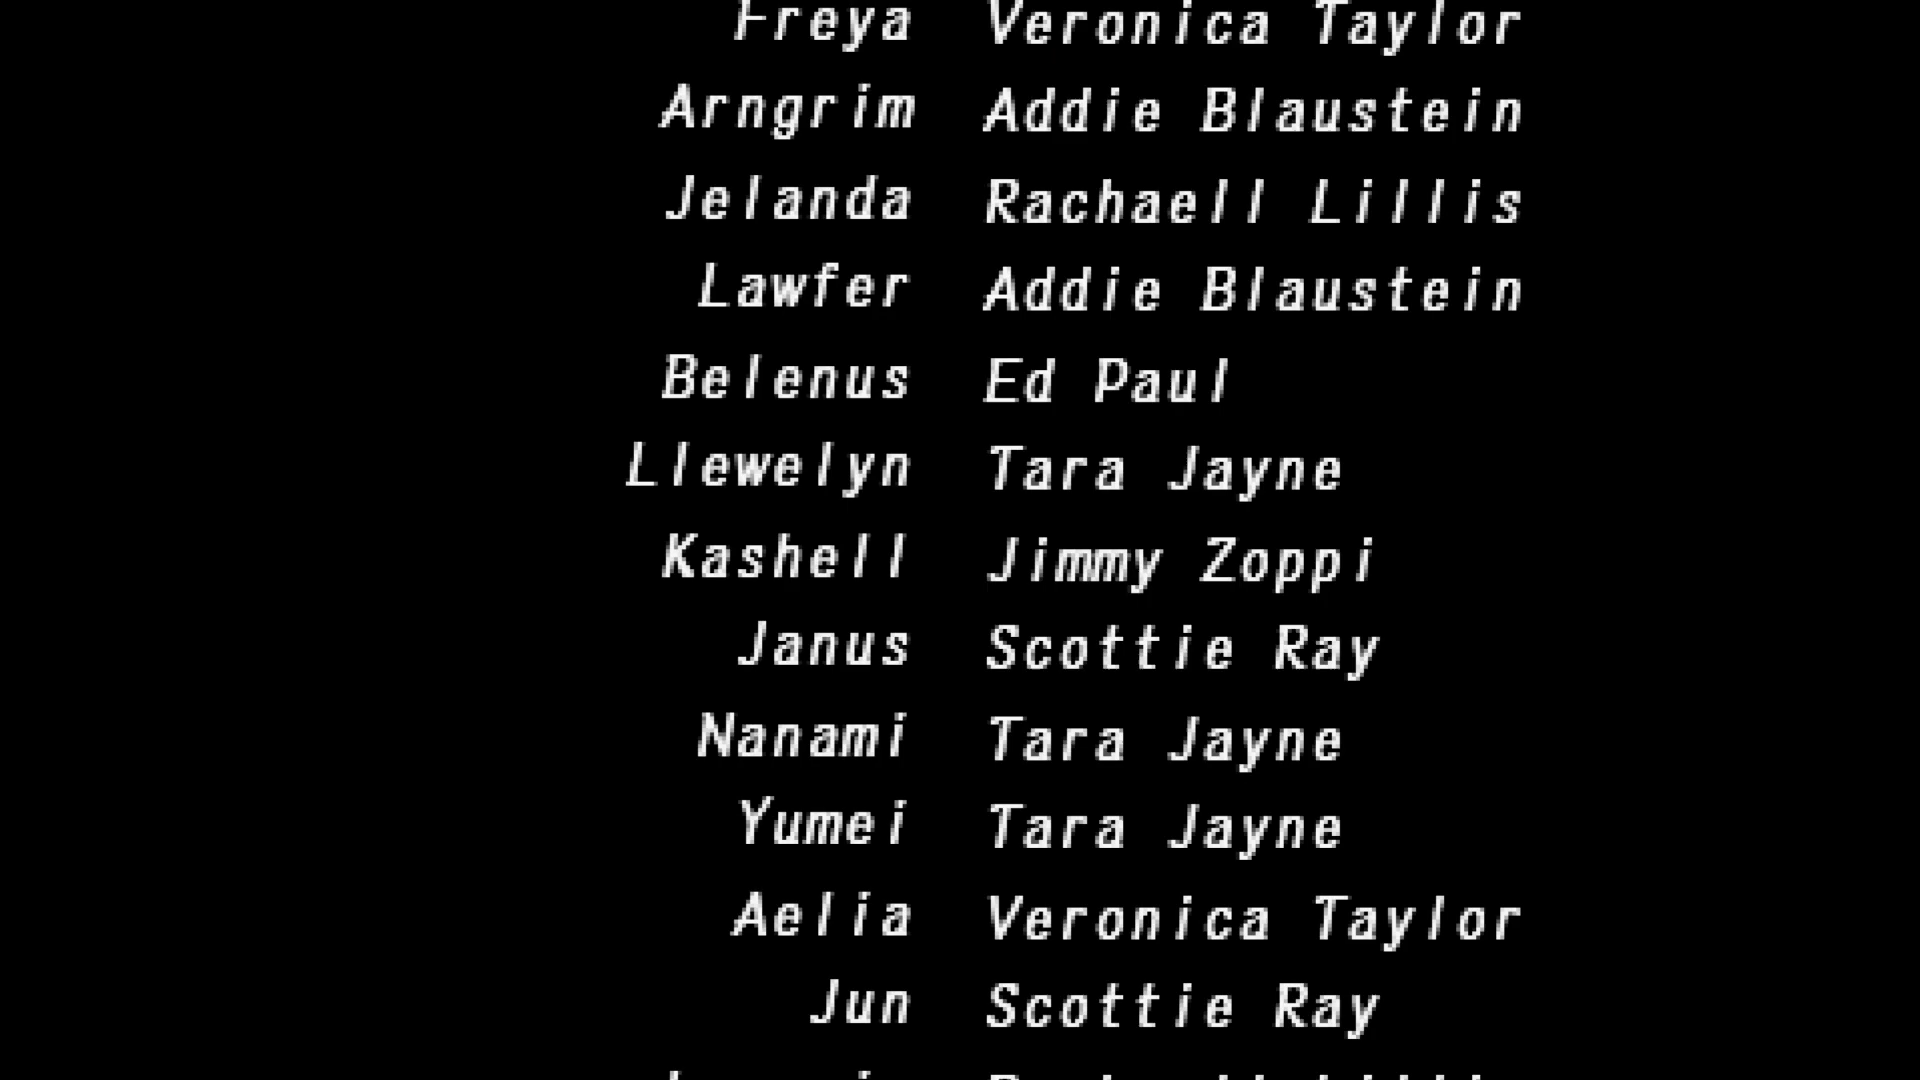 Freya Veronica Taylor
Arngrim Addie Blaustein
Jelanda Rachaell Lillis
Lawfer Addie Blaustein
Belenus Ed Paul
Llewelyn Tara Jayne
Kashell Jimmy Zoppi
Janus Scottie Ray
Nanami Tara Jayne
Yumei Tara Jayne
Aelia Veronica Taylor
Jun Scottie Ray